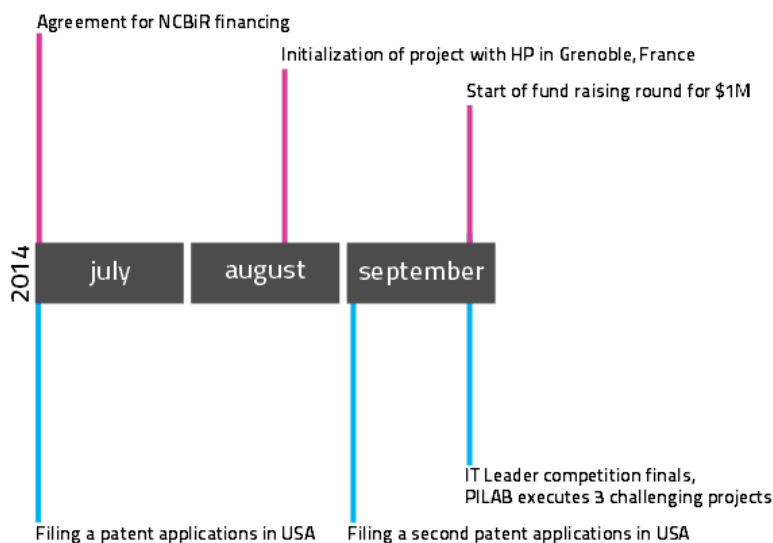 Agreement for NCBiR financing
Initialization of project with HP in Grenoble, France
Start of fund raising round for $1M
2014
july
august
september
IT Leader competition finals,
PILAB executes 3 challenging projects
Filing a patent applications in USA
Filing a second patent applications in USA